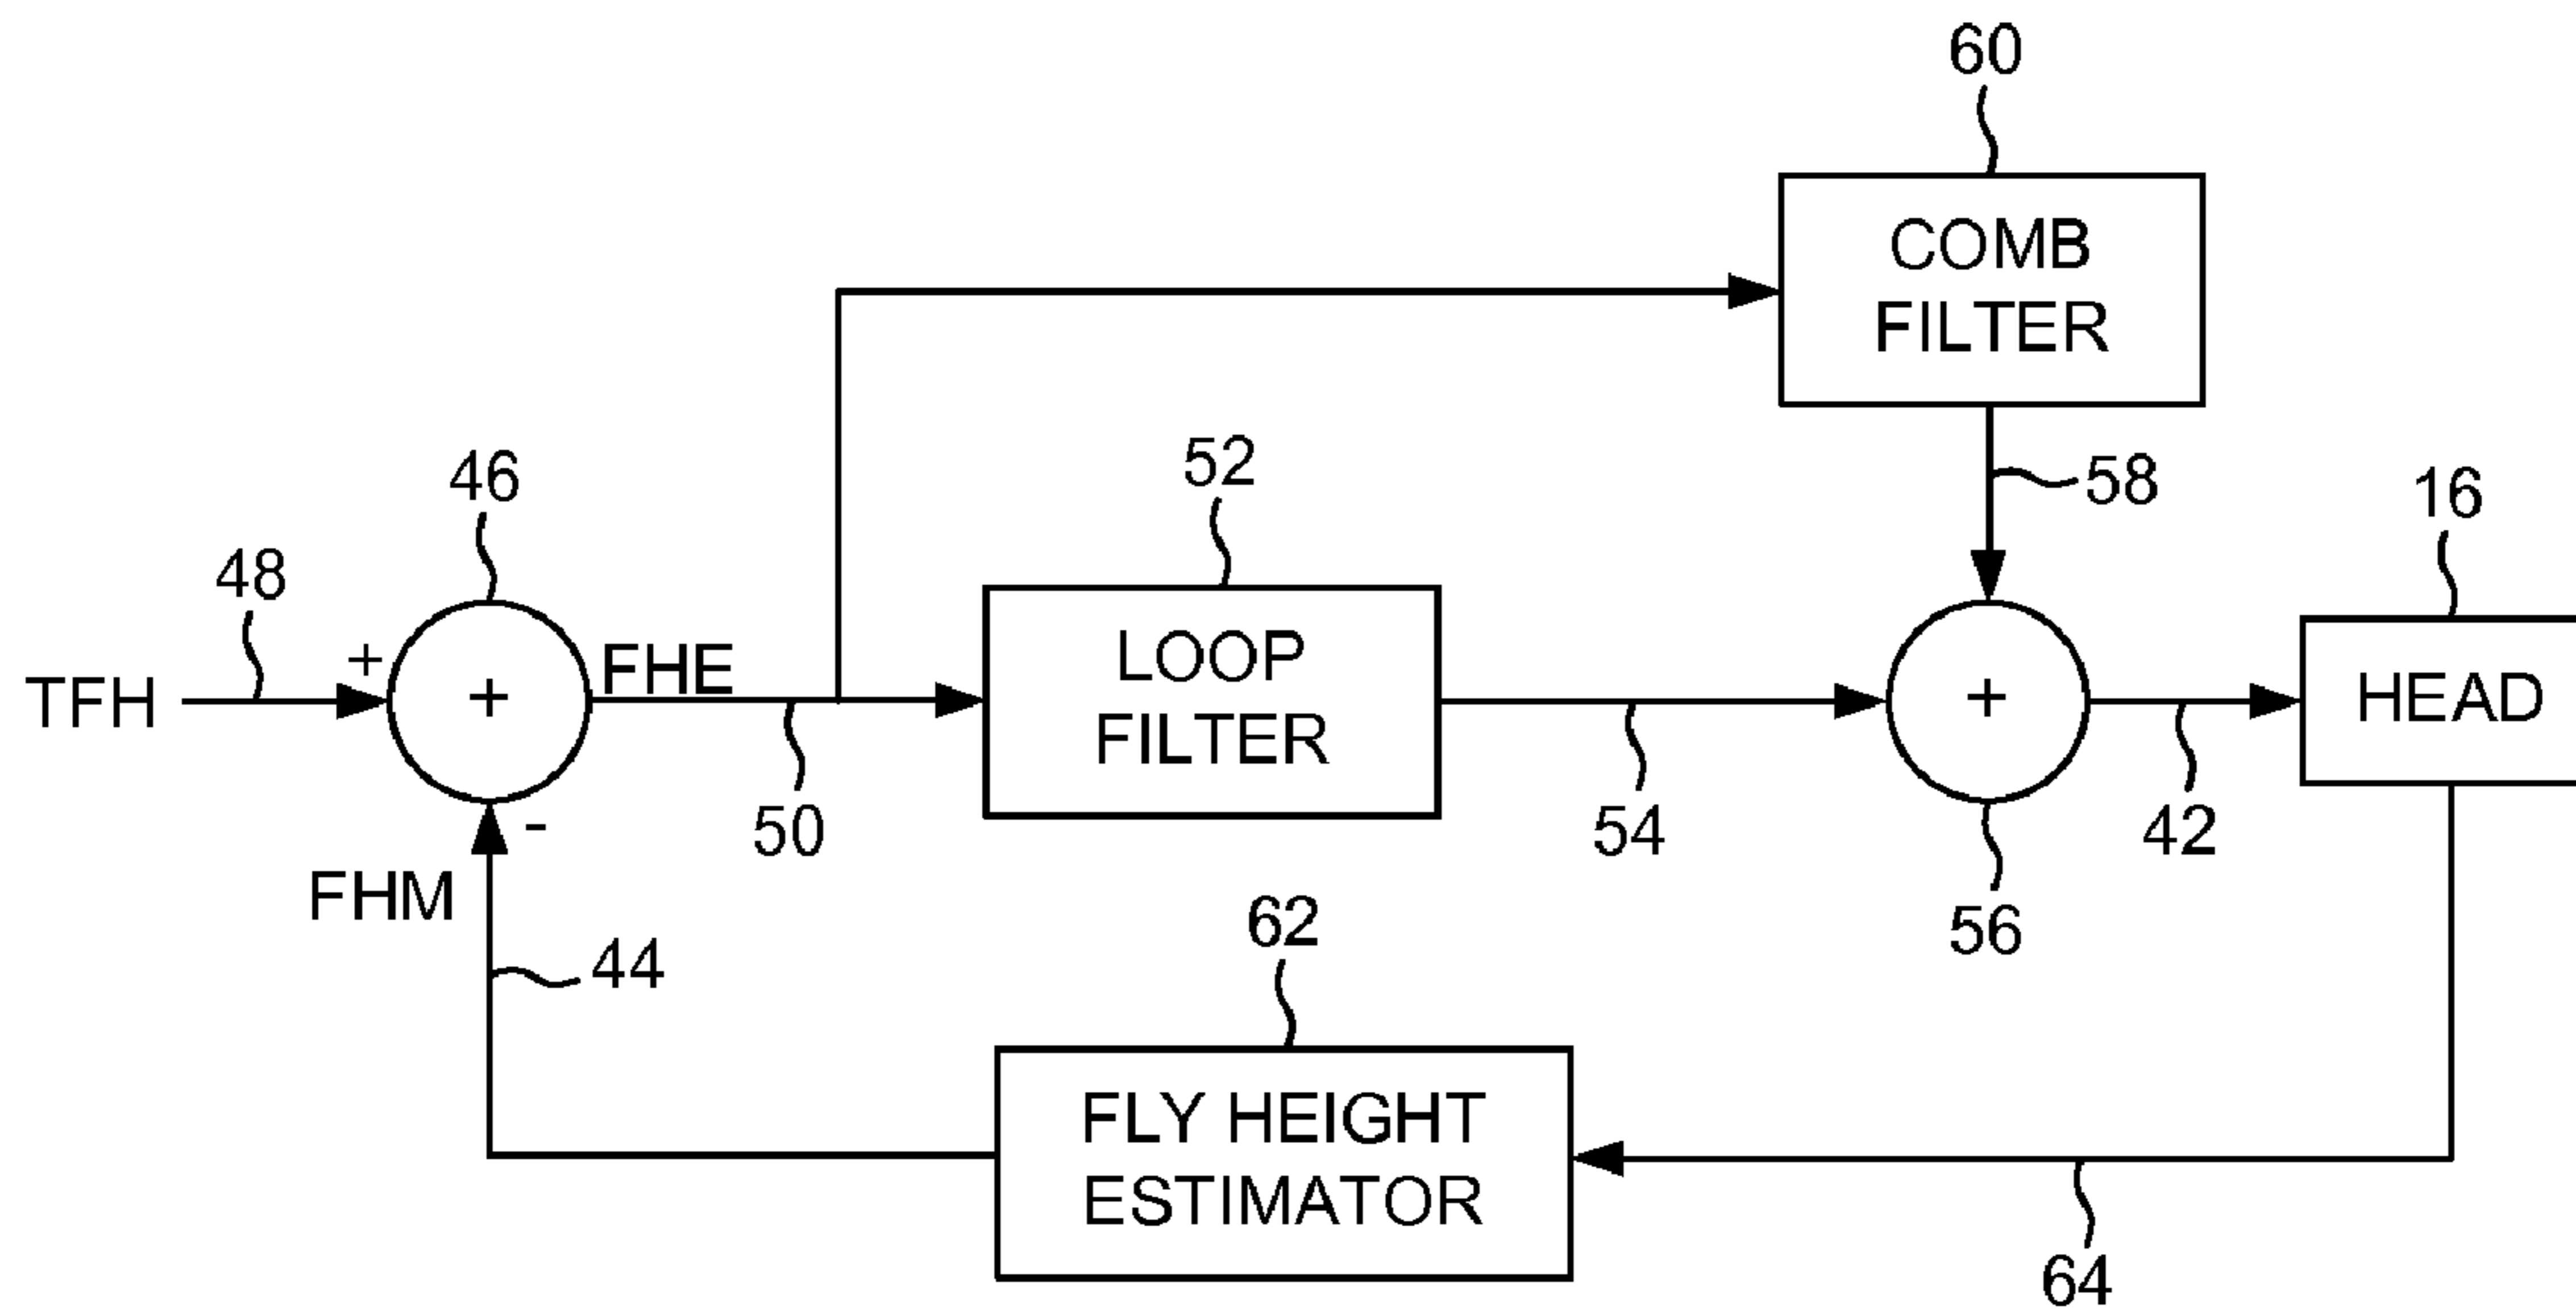 60
COMB
FILTER
46
52
58
16
48
+
+
TFH
FHE
LOOP
FILTER
+
HEAD
50
54
42
-
FHM
44
62
56
FLY HEIGHT
ESTIMATOR
64